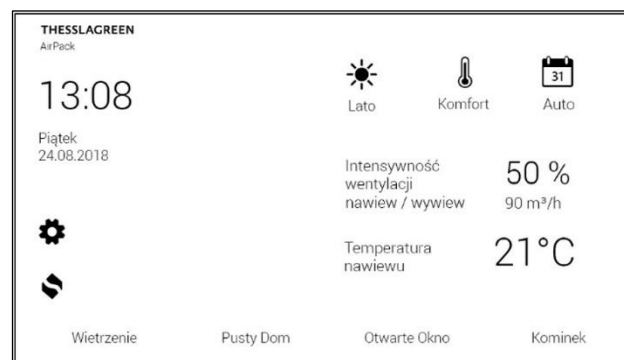 THESSLAGREEN
AirPack
13:08
Piątek
24.08.2018
31
Lato
Komfort
Auto
Intensywność
wentylacji
nawiew / wywiew
50 %
90 m³/h
Temperatura
nawiewu
21°C
Wietrzenie
Pusty Dom
Otwarte Okno
Kominek